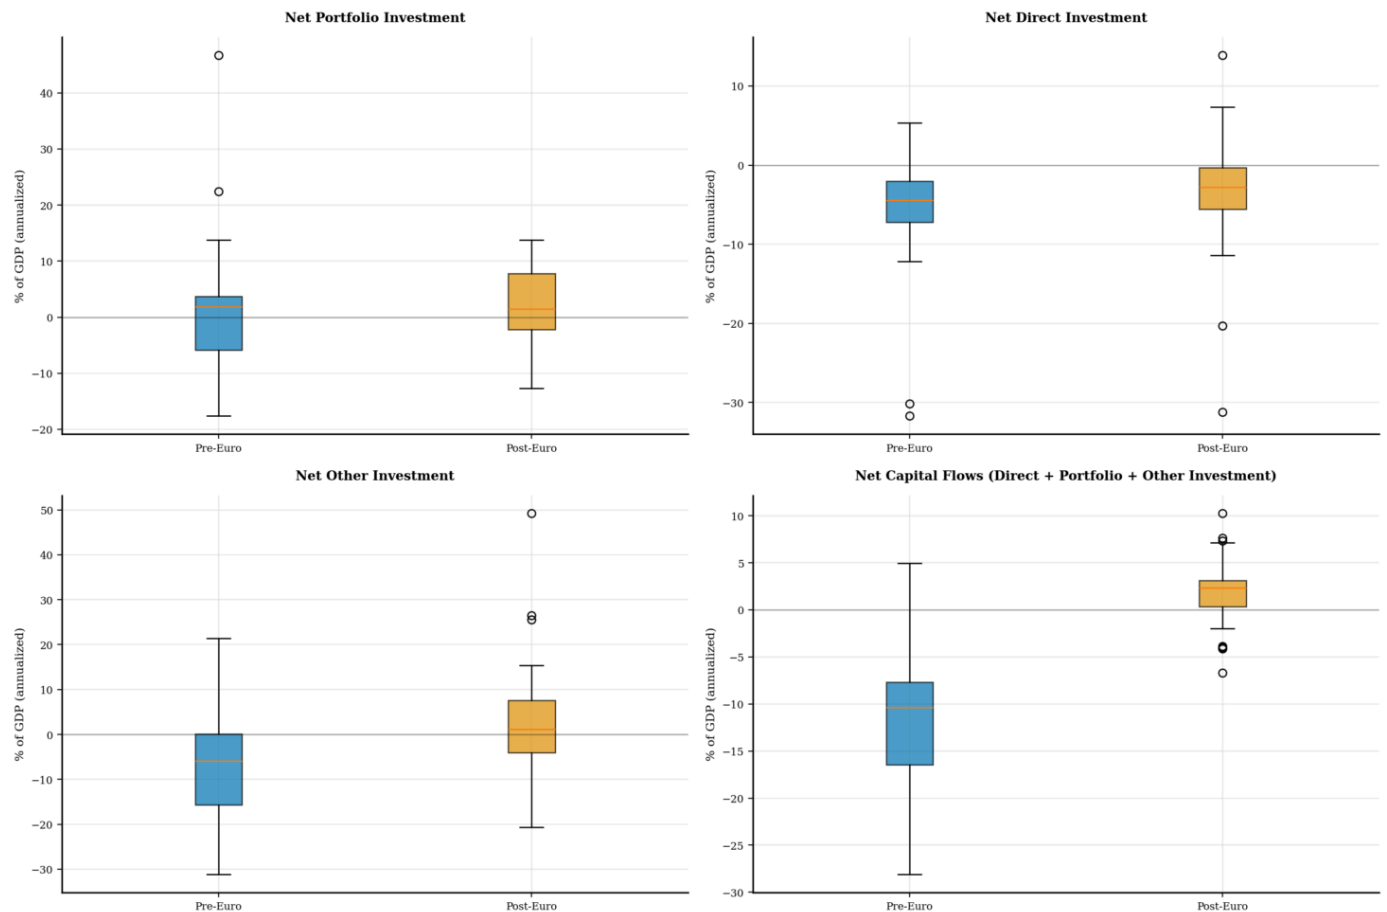 Net Portfolio Investment
% of GDP (annualized)
40
30
20
10
0
−10
−20
Pre-Euro
Post-Euro
Net Direct Investment
% of GDP (annualized)
10
0
−10
−20
−30
Pre-Euro
Post-Euro
Net Other Investment
% of GDP (annualized)
50
40
30
20
10
0
−10
−20
−30
Pre-Euro
Post-Euro
Net Capital Flows (Direct + Portfolio + Other Investment)
% of GDP (annualized)
10
5
0
−5
−10
−15
−20
−25
−30
Pre-Euro
Post-Euro